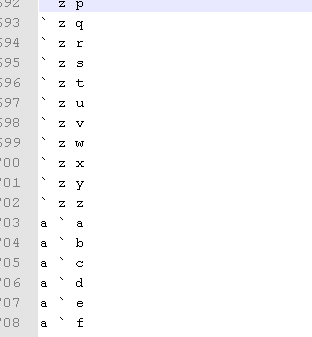 592 ` z p
593 ` z q
594 ` z r
595 ` z s
596 ` z t
597 ` z u
598 ` z v
599 ` z w
700 ` z x
701 ` z y
702 ` z z
703 a ` a
704 a ` b
705 a ` c
706 a ` d
707 a ` e
708 a ` f